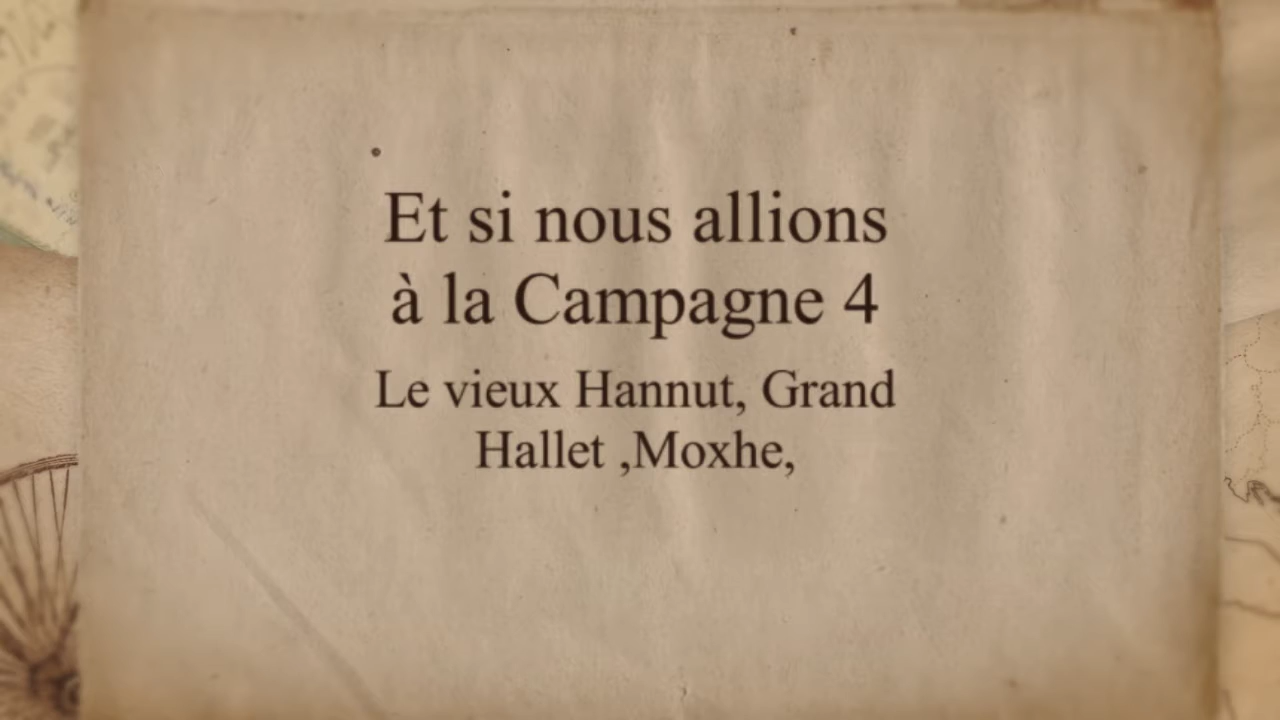 Et si nous allions
à la Campagne 4
Le vieux Hannut, Grand
Hallet ,Moxhe,